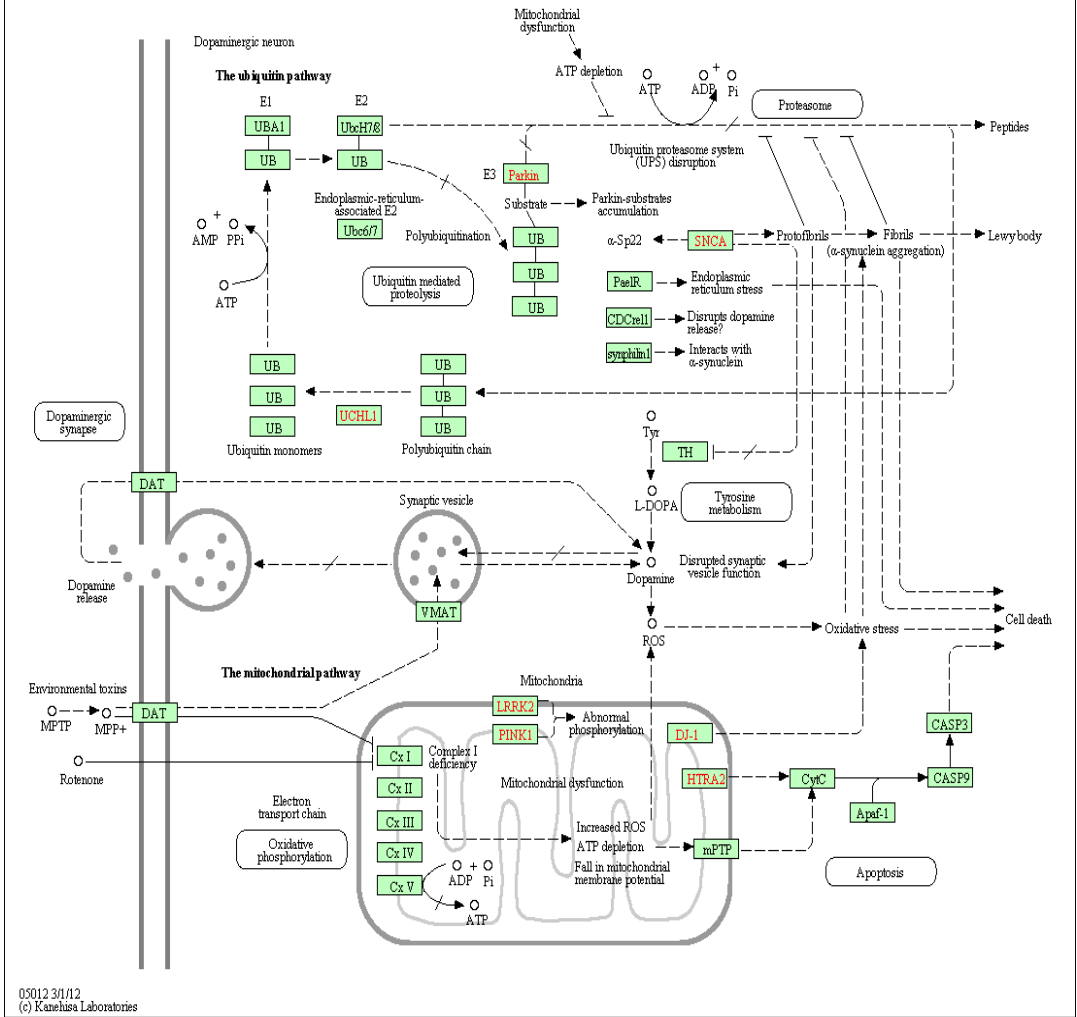 Mitochondrial
dysfunction
Dopaminergic neuron
The ubiquitin pathway
ATP depletion
ATP
ADP
+
Pi
Proteasome
E1
E2
UBA1
UbcH7/8
Peptides
UB
UB
Ubiquitin proteasome system
(UPS) disruption
E3
Parkin
Endoplasmic-reticulum-
associated E2
Ubc6/7
Substrate
Parkin-substrates
accumulation
+
AMP
PPi
Polyubiquitination
UB
UB
UB
α-Sp22
SNCA
Protofibrils
Fibrils
(α-synuclein aggregation)
Lewy body
ATP
Ubiquitin mediated
proteolysis
PaelR
Endoplasmic
reticulum stress
CDCrel1
Disrupts dopamine
release?
synphilin1
Interacts with
α-synuclein
UB
UB
UB
Ubiquitin monomers
UCHL1
UB
UB
UB
Polyubiquitin chain
Dopaminergic
synapse
Tyr
TH
DAT
Synaptic vesicle
L-DOPA
Tyrosine
metabolism
Dopamine
release
Dopamine
Disrupted synaptic
vesicle function
VMAT
ROS
Oxidative stress
Cell death
The mitochondrial pathway
Environmental toxins
MPTP
MPP+
DAT
Mitochondria
LRRK2
PINK1
Abnormal
phosphorylation
DJ-1
CASP3
Rotenone
Cx I
Complex I
deficiency
Mitochondrial dysfunction
HTRA2
CytC
CASP9
Cx II
Electron
transport chain
Cx III
Apaf-1
Oxidative
phosphorylation
Cx IV
Increased ROS
ATP depletion
Fall in mitochondrial
membrane potential
mPTP
Apoptosis
Cx V
ADP
+
Pi
ATP
05012 3/1/12
(c) Kanehisa Laboratories